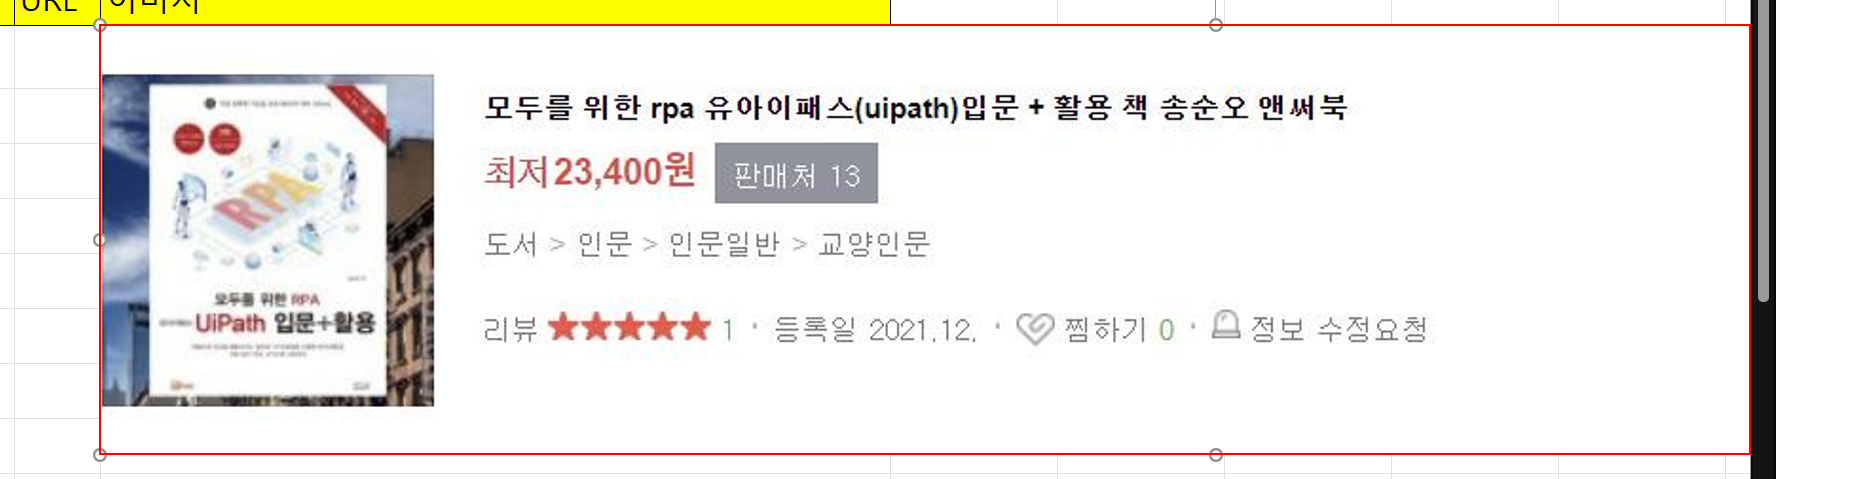 URL 이미지
모두를 위한 rpa 유아이패스(uipath)입문 + 활용 책 송순오 앤써북
최저 23,400원 판매처 13
도서 > 인문 > 인문일반 > 교양인문
리뷰 ★★★★★ 1 · 등록일 2021.12. · 찜하기 0 · 정보 수정요청
RPA
모두를 위한 RPA
UiPath 입문+활용